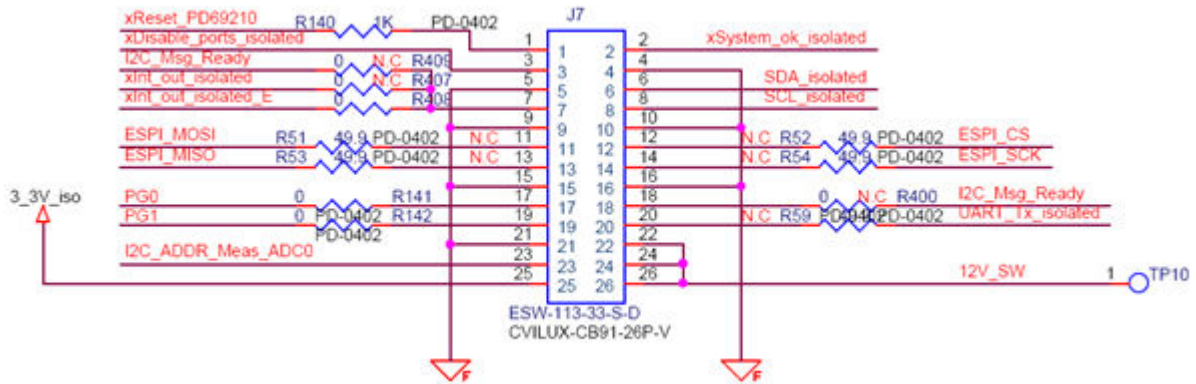 J7
xReset_PD69210 R140 1K PD-0402 1 1 2 2 xSystem_ok_isolated
xDisable_ports_isolated 3 3 4 4
I2C_Msg_Ready 0 N.C R409 5 5 6 6 SDA_isolated
xInt_out_isolated 0 N.C R407 7 7 8 8 SCL_isolated
xInt_out_isolated_E 0 R408
9 9 10 10
ESPI_MOSI R51 49.9 PD-0402 N.C 11 11 12 12 N.C R52 49.9 PD-0402 ESPI_CS
ESPI_MISO R53 49.9 PD-0402 N.C 13 13 14 14 N.C R54 49.9 PD-0402 ESPI_SCK
15 15 16 16
3_3V_iso
PG0 0 R141 17 17 18 18 0 N.C R400 I2C_Msg_Ready
PG1 0 PD-0402 R142 19 19 20 20 N.C R59 PD-0402 UART_Tx_isolated
PD-0402
21 21 22 22
I2C_ADDR_Meas_ADC0 23 23 24 24
25 25 26 26 12V_SW 1 TP10
ESW-113-33-S-D
CVILUX-CB91-26P-V
F F